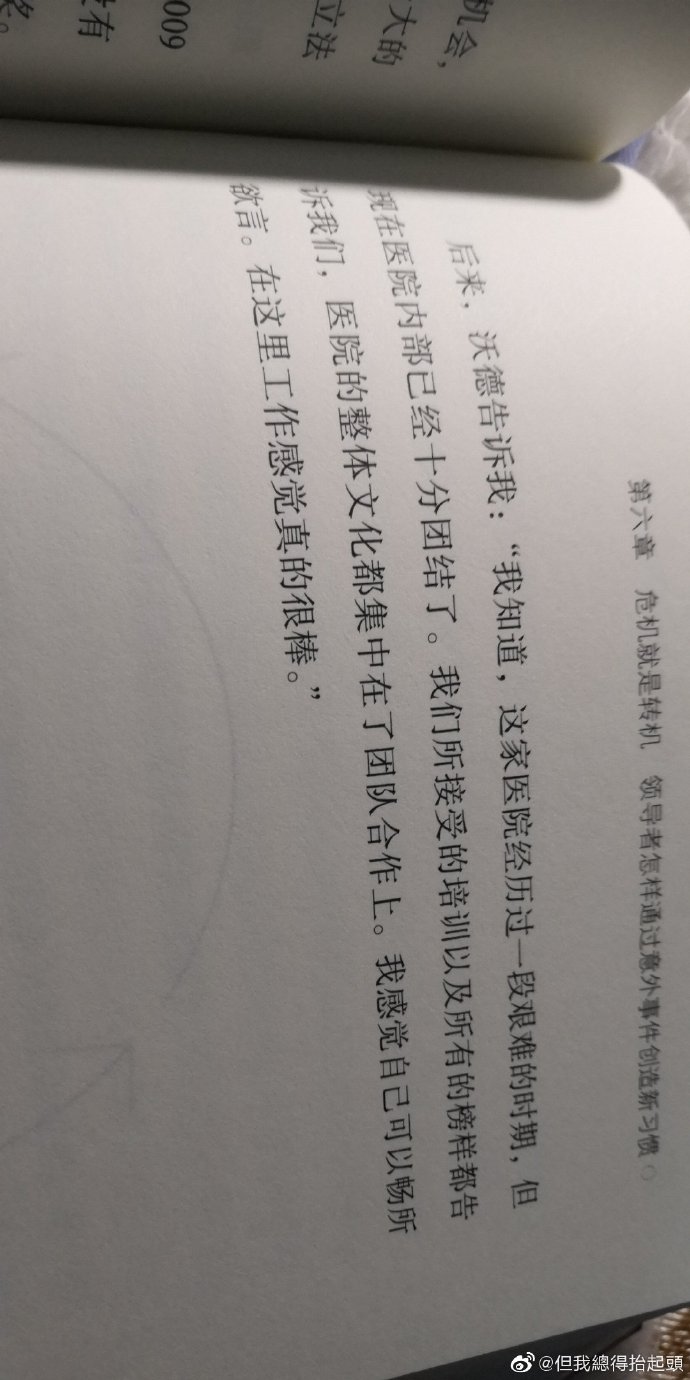 机会，
大的
立法
009
没有
奖。
第六章 危机就是转机 领导者怎样通过意外事件创造新习惯
后来，沃德告诉我：“我知道，这家医院经历过一段艰难的时期，但
现在医院内部已经十分团结了。我们所接受的培训以及所有的榜样都告
诉我们，医院的整体文化都集中在了团队合作上。我感觉自己可以畅所
欲言。在这里工作感觉真的很棒。”
@但我總得抬起頭